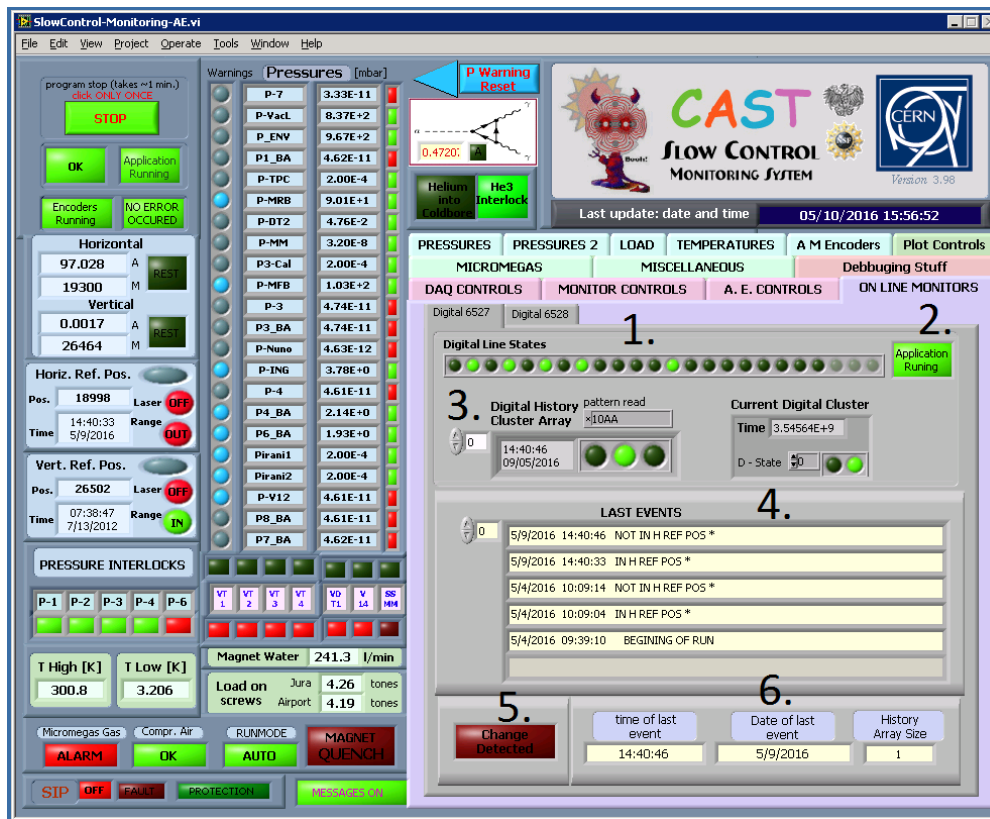 SlowControl-Monitoring-AE.vi
File Edit View Project Operate Tools Window Help
program stop (takes ~1 min.)
click ONLY ONCE
STOP
OK
Application Running
Encoders Running
NO ERROR OCCURED
Horizontal
97.028 A
19300 M
REST
Vertical
0.0017 A
26464 M
REST
Horiz. Ref. Pos.
Pos. 18998 Laser OFF
Time 14:40:33 5/9/2016 Range OUT
Vert. Ref. Pos.
Pos. 26502 Laser OFF
Time 07:38:47 7/13/2012 Range IN
PRESSURE INTERLOCKS
P-1 P-2 P-3 P-4 P-6
T High [K] T Low [K]
300.8 3.206
Micromegas Gas Compr. Air RUNMODE
ALARM OK AUTO
MAGNET QUENCH
SIP OFF FAULT PROTECTION MESSAGES ON
Warnings Pressures [mbar]
P-7 3.33E-11
P-VacL 8.37E+2
P_ENV 9.67E+2
P1_BA 4.62E-11
P-TPC 2.00E-4
P-MRB 9.01E+1
P-DT2 4.76E-2
P-MM 3.20E-8
P3-Cal 2.00E-4
P-MFB 1.03E+2
P-3 4.74E-11
P3_BA 4.74E-11
P-Nuno 4.63E-12
P-ING 3.78E+0
P-4 4.61E-11
P4_BA 2.14E+0
P6_BA 1.93E+0
Pirani1 2.00E-4
Pirani2 2.00E-4
P-V12 4.61E-11
P8_BA 4.61E-11
P7_BA 4.62E-11
VT 1 VT 2 VT 3 VT 4 VD T1 V 14 SS MM
Magnet Water 241.3 l/min
Load on screws
Jura 4.26 tones
Airport 4.19 tones
P Warning Reset
a γ γ
0.4720 A
Helium into Coldbore
He3 Interlock
CAST
SLOW CONTROL
MONITORING SYSTEM
CERN
Version 3.98
Last update: date and time 05/10/2016 15:56:52
PRESSURES PRESSURES 2 LOAD TEMPERATURES A M Encoders Plot Controls
MICROMEGAS MISCELLANEOUS Debbuging Stuff
DAQ CONTROLS MONITOR CONTROLS A. E. CONTROLS ON LINE MONITORS
Digital 6527 Digital 6528
1.
2.
Digital Line States
Application Runing
3.
Digital History Cluster Array
pattern read
×10AA
0
14:40:46
09/05/2016
Current Digital Cluster
Time 3.54564E+9
D - State 0
4.
LAST EVENTS
0
5/9/2016 14:40:46 NOT IN H REF POS *
5/9/2016 14:40:33 IN H REF POS *
5/4/2016 10:09:14 NOT IN H REF POS *
5/4/2016 10:09:04 IN H REF POS *
5/4/2016 09:39:10 BEGINING OF RUN
5.
6.
Change Detected
time of last event
14:40:46
Date of last event
5/9/2016
History Array Size
1